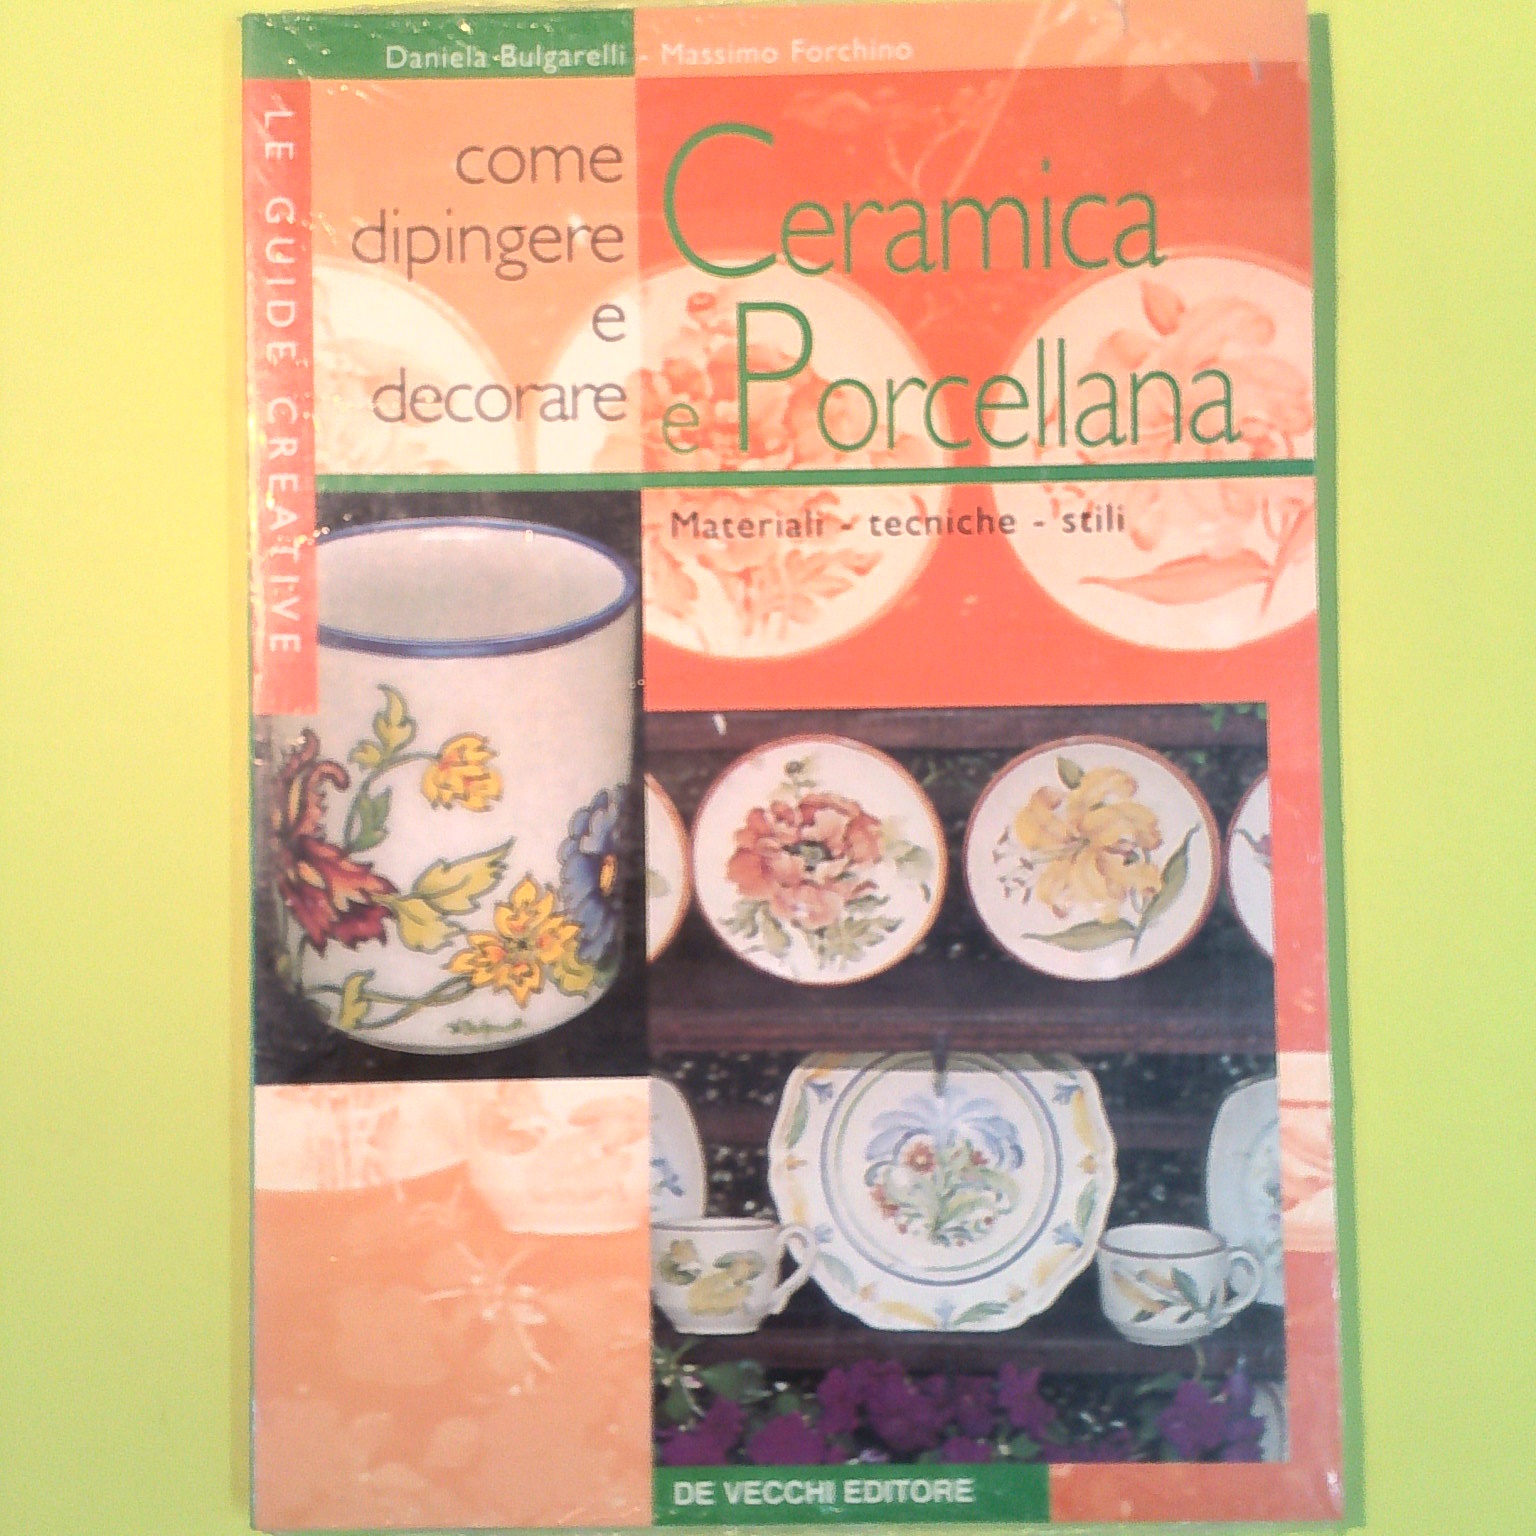 Daniela Bulgarelli - Massimo Forchino
LE GUIDE CREATIVE
come
dipingere
e
decorare
Ceramica
e Porcellana
Materiali - tecniche - stili
DE VECCHI EDITORE